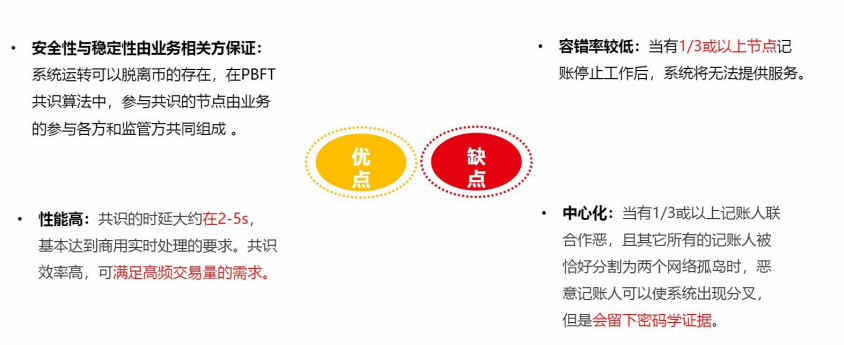 • 安全性与稳定性由业务相关方保证：
系统运转可以脱离币的存在，在PBFT
共识算法中，参与共识的节点由业务
的参与各方和监管方共同组成 。
• 性能高：共识的时延大约在2-5s，
基本达到商用实时处理的要求。共识
效率高，可满足高频交易量的需求。
优
点
缺
点
• 容错率较低：当有1/3或以上节点记
账停止工作后，系统将无法提供服务。
• 中心化：当有1/3或以上记账人联
合作恶，且其它所有的记账人被
恰好分割为两个网络孤岛时，恶
意记账人可以使系统出现分叉，
但是会留下密码学证据。